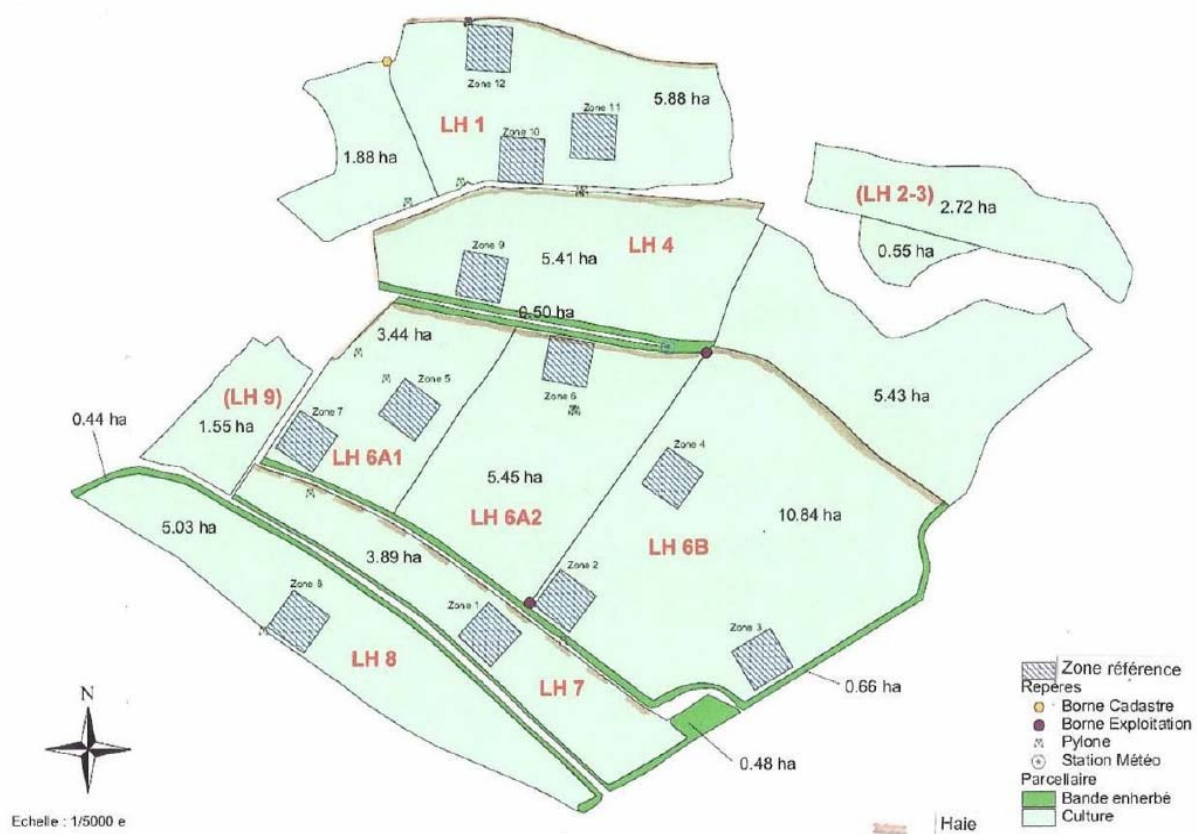 Zone 12
5.88 ha
Zone 11
LH 1
Zone 10
1.88 ha
(LH 2-3)
2.72 ha
0.55 ha
LH 4
Zone 9
5.41 ha
0.50 ha
3.44 ha
5.43 ha
Zone 5
Zone 6
(LH 9)
1.55 ha
Zone 7
0.44 ha
LH 6A1
Zone 4
5.45 ha
LH 6A2
10.84 ha
5.03 ha
LH 6B
3.89 ha
Zone 2
Zone 8
Zone 1
Zone 3
LH 8
LH 7
0.66 ha
0.48 ha
N
Echelle : 1/5000 e
Zone référence
Repères
Borne Cadastre
Borne Exploitation
Pylone
Station Météo
Parcellaire
Bande enherbé
Culture
Haie